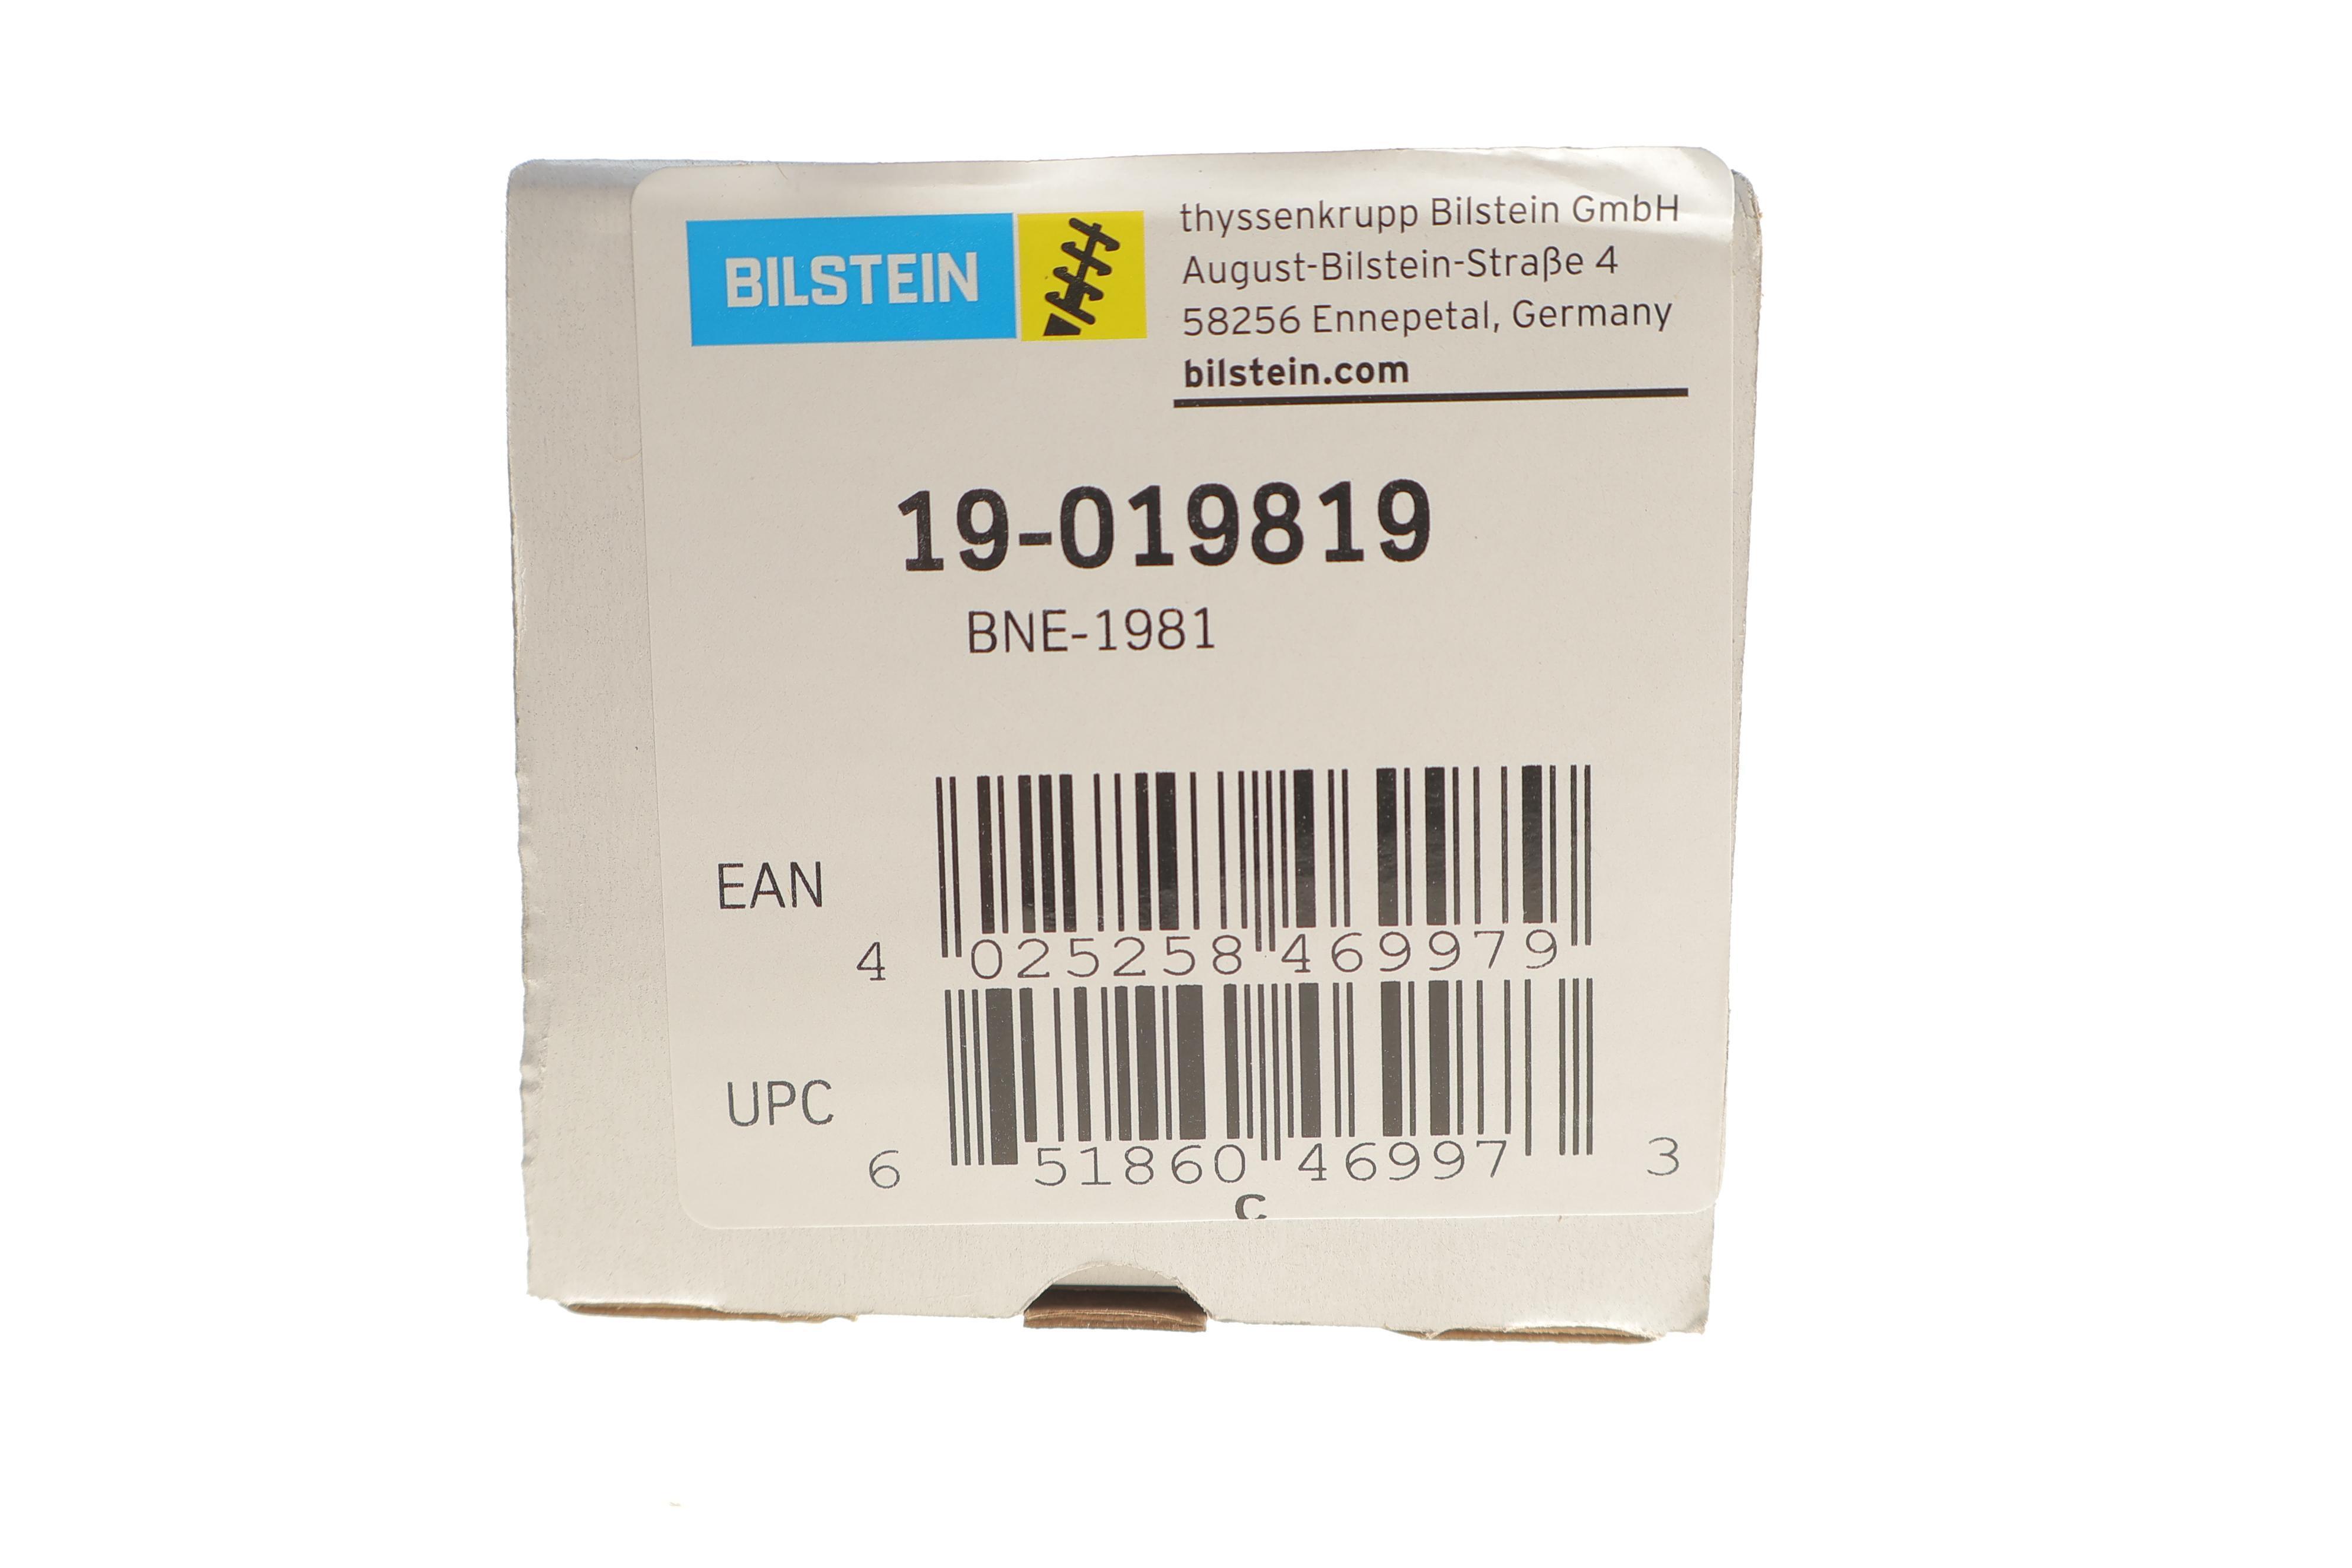 BILSTEIN
thyssenkrupp Bilstein GmbH
August-Bilstein-Straße 4
58256 Ennepetal, Germany
bilstein.com
19-019819
BNE-1981
EAN
4 025258 469979
UPC
6 51860 46997 3
C